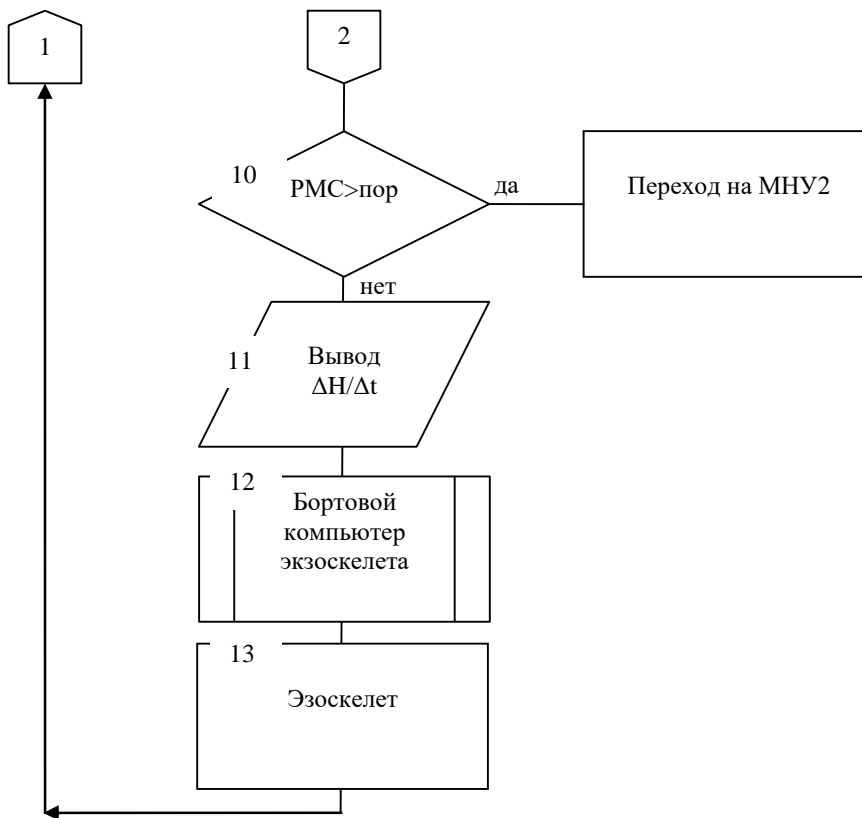 1
2
10
РМС>пор
да
Переход на МНУ2
нет
11
Вывод
ΔH/Δt
12
Бортовой
компьютер
экзоскелета
13
Эзоскелет